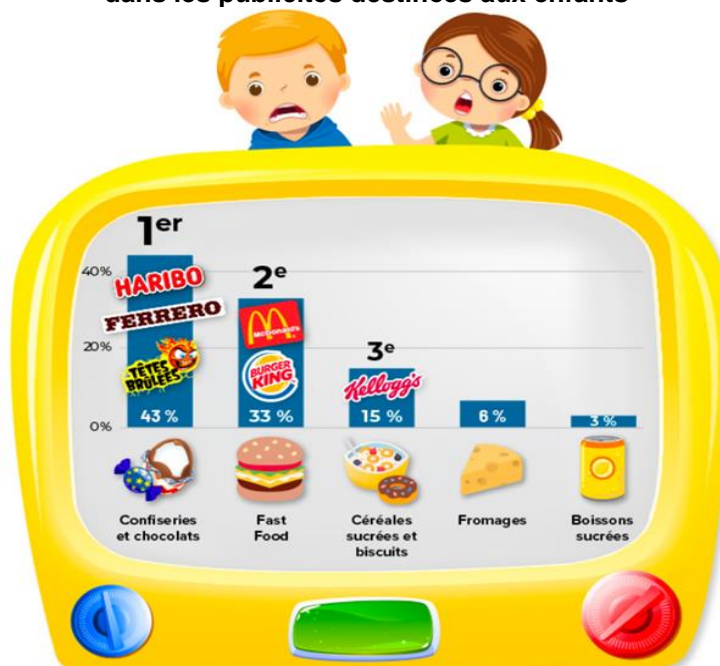 dans les publicités destinées aux enfants
1er
40%
HARIBO
2e
FERRERO
McDonald's
20%
3e
TÊTES
BRÛLÉES
BURGER
KING
Kellogg's
43 %
33 %
15 %
6 %
3 %
0%
Confiseries
et chocolats
Fast
Food
Céréales
sucrées et
biscuits
Fromages
Boissons
sucrées